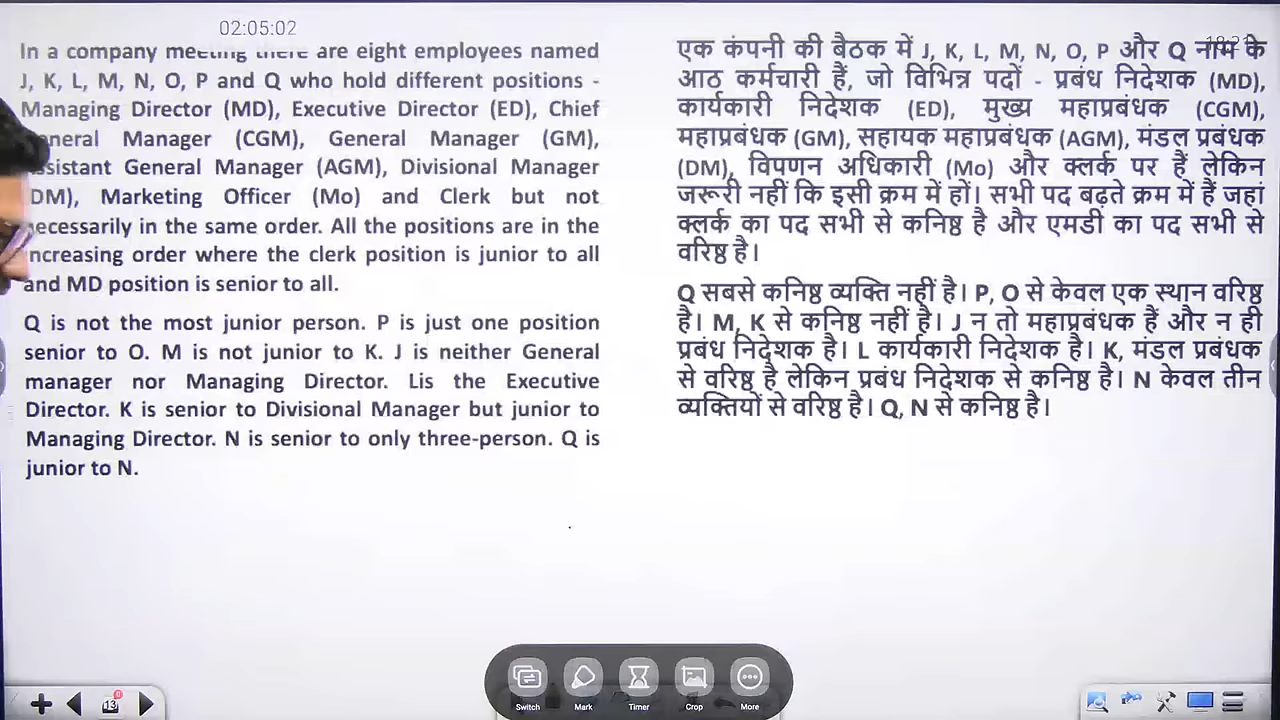 02:05:02
In a company meeting there are eight employees named
J, K, L, M, N, O, P and Q who hold different positions -
Managing Director (MD), Executive Director (ED), Chief
General Manager (CGM), General Manager (GM),
Assistant General Manager (AGM), Divisional Manager
(DM), Marketing Officer (Mo) and Clerk but not
necessarily in the same order. All the positions are in the
increasing order where the clerk position is junior to all
and MD position is senior to all.
Q is not the most junior person. P is just one position
senior to O. M is not junior to K. J is neither General
manager nor Managing Director. Lis the Executive
Director. K is senior to Divisional Manager but junior to
Managing Director. N is senior to only three-person. Q is
junior to N.
एक कंपनी की बैठक में J, K, L, M, N, O, P और Q नाम के
आठ कर्मचारी हैं, जो विभिन्न पदों - प्रबंध निदेशक (MD),
कार्यकारी निदेशक (ED), मुख्य महाप्रबंधक (CGM),
महाप्रबंधक (GM), सहायक महाप्रबंधक (AGM), मंडल प्रबंधक
(DM), विपणन अधिकारी (Mo) और क्लर्क पर हैं लेकिन
जरूरी नहीं कि इसी क्रम में हों। सभी पद बढ़ते क्रम में हैं जहां
क्लर्क का पद सभी से कनिष्ठ है और एमडी का पद सभी से
वरिष्ठ है।
Q सबसे कनिष्ठ व्यक्ति नहीं है। P, O से केवल एक स्थान वरिष्ठ
है। M, K से कनिष्ठ नहीं है। J न तो महाप्रबंधक हैं और न ही
प्रबंध निदेशक है। L कार्यकारी निदेशक है। K, मंडल प्रबंधक
से वरिष्ठ है लेकिन प्रबंध निदेशक से कनिष्ठ है। N केवल तीन
व्यक्तियों से वरिष्ठ है। Q, N से कनिष्ठ है।
Switch Mark Timer Crop More
13